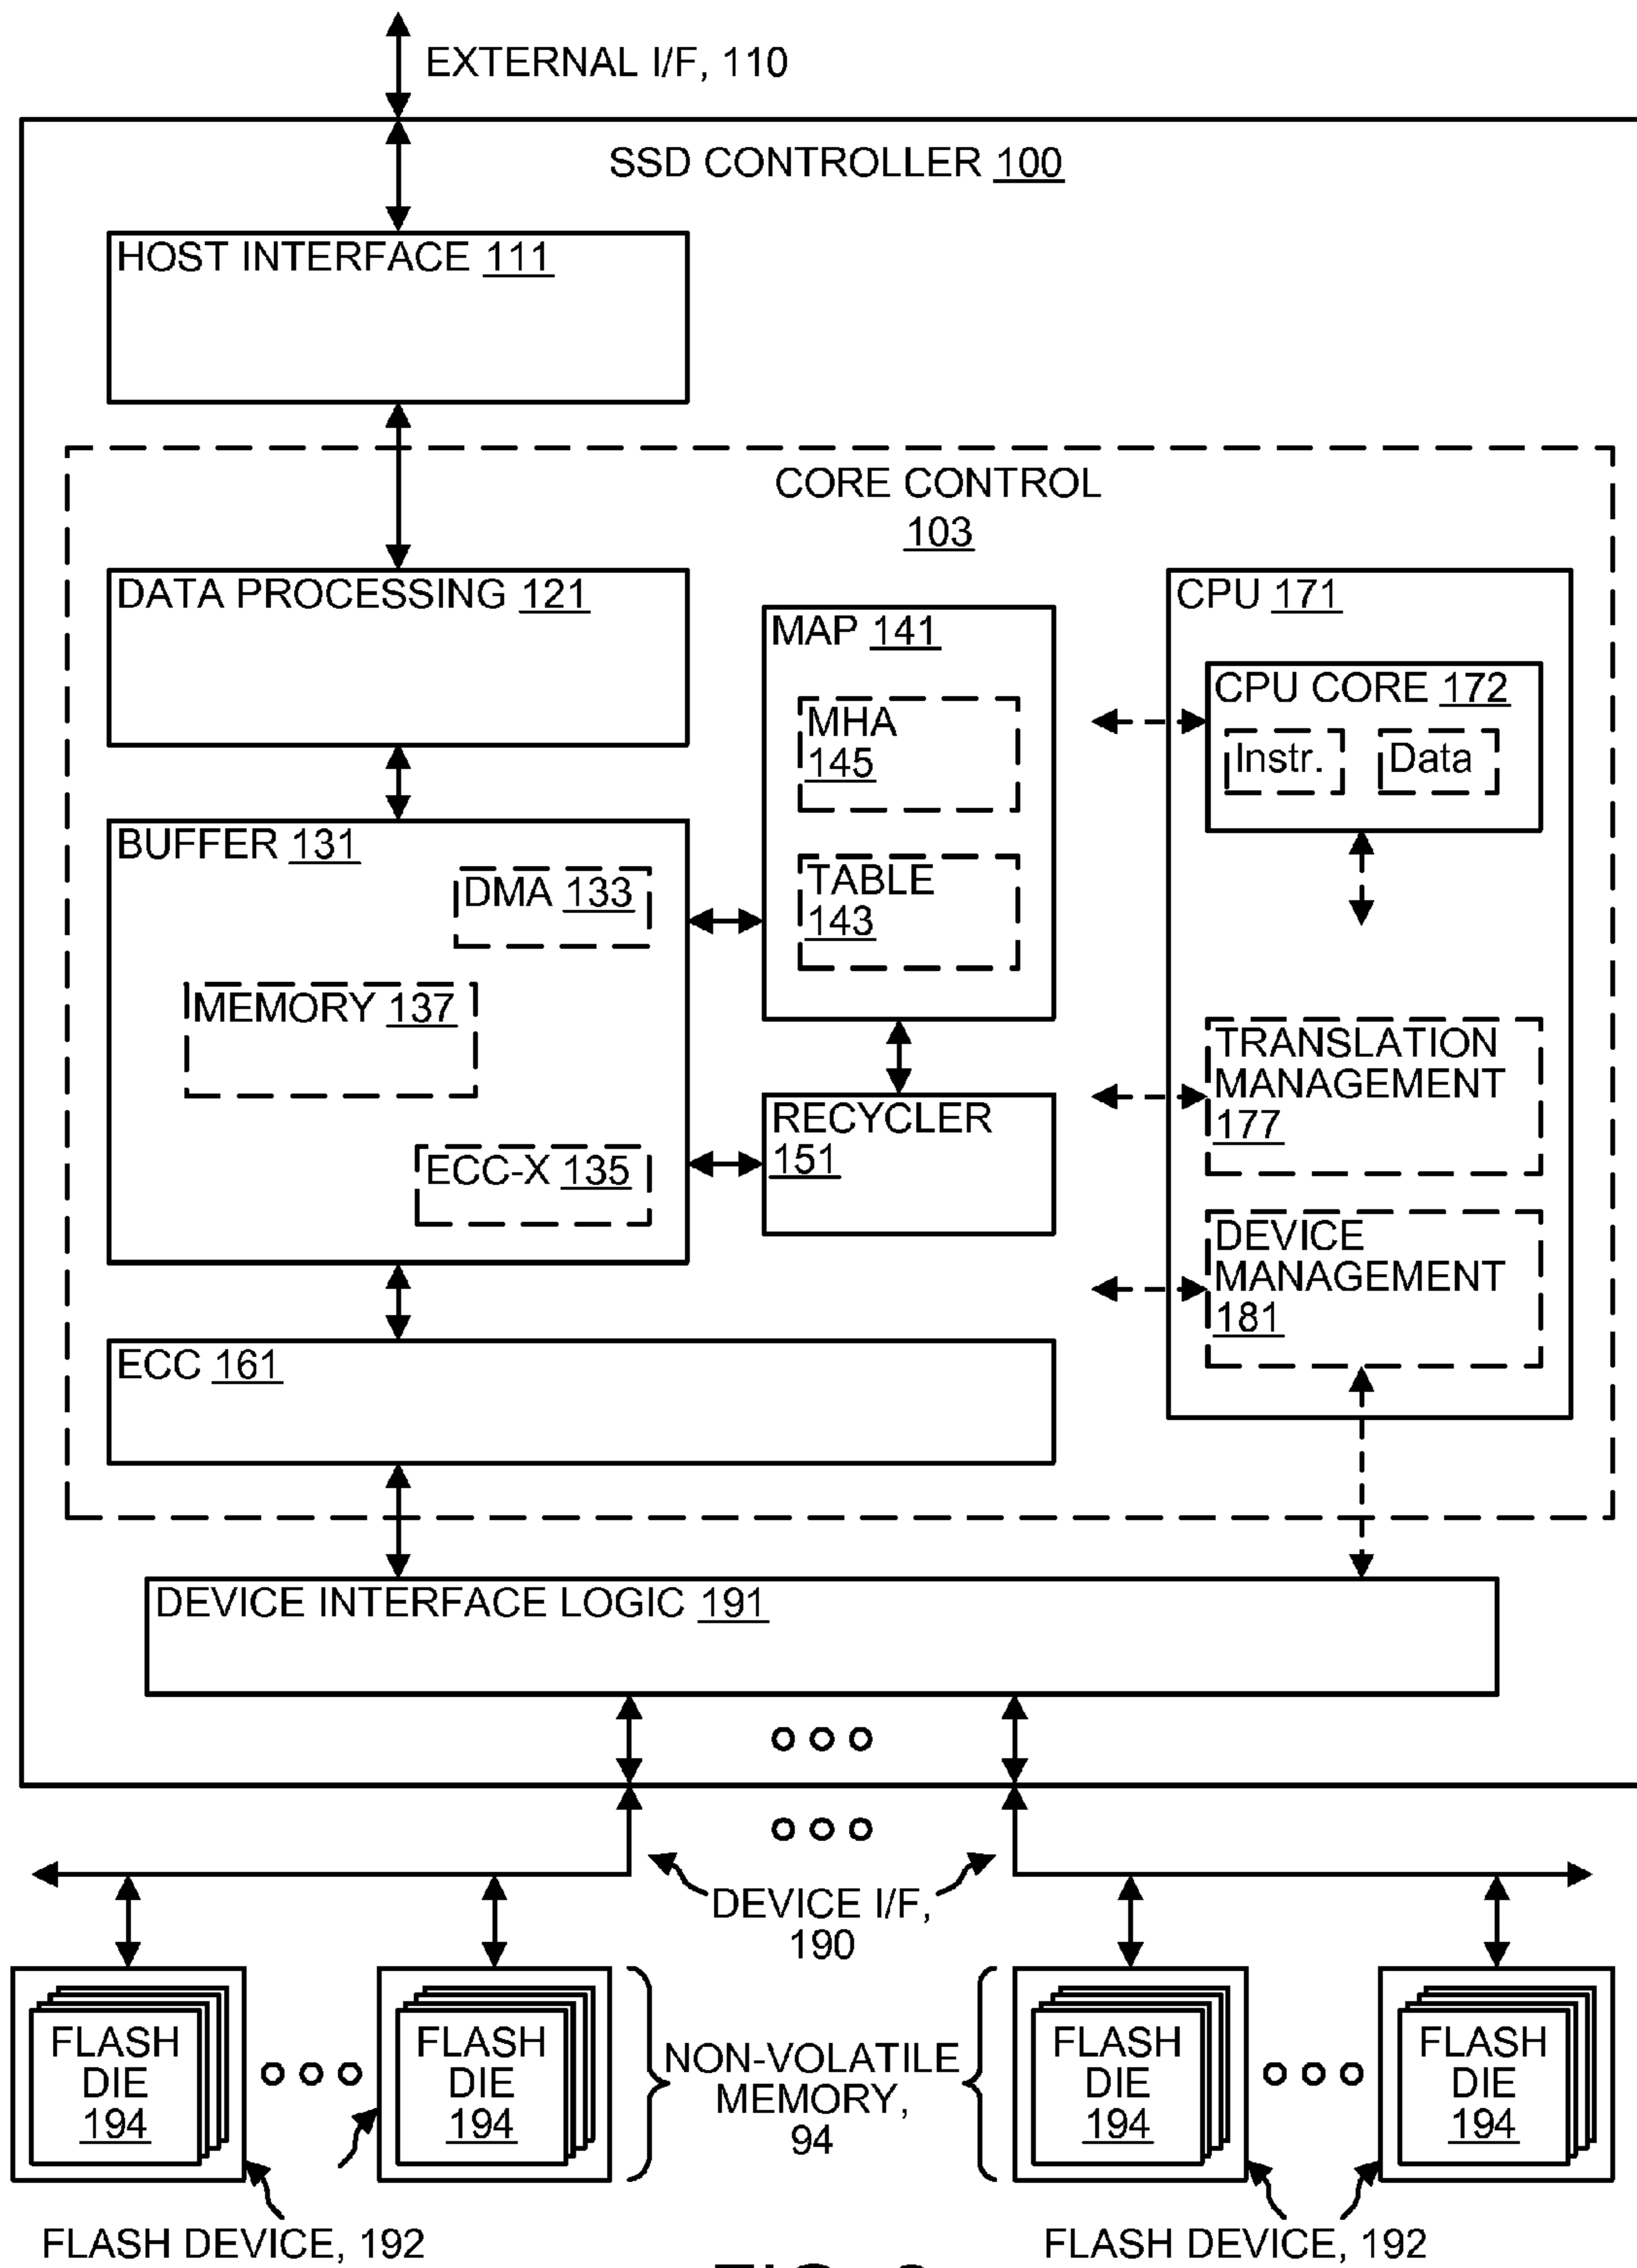 EXTERNAL I/F, 110
SSD CONTROLLER 100
HOST INTERFACE 111
CORE CONTROL
103
DATA PROCESSING 121
MAP 141
MHA
145
TABLE
143
CPU 171
CPU CORE 172
Instr.
Data
BUFFER 131
DMA 133
MEMORY 137
ECC-X 135
RECYCLER
151
TRANSLATION
MANAGEMENT
177
DEVICE
MANAGEMENT
181
ECC 161
DEVICE INTERFACE LOGIC 191
DEVICE I/F,
190
FLASH
DIE
194
FLASH
DIE
194
NON-VOLATILE
MEMORY,
94
FLASH
DIE
194
FLASH
DIE
194
FLASH DEVICE, 192
FLASH DEVICE, 192